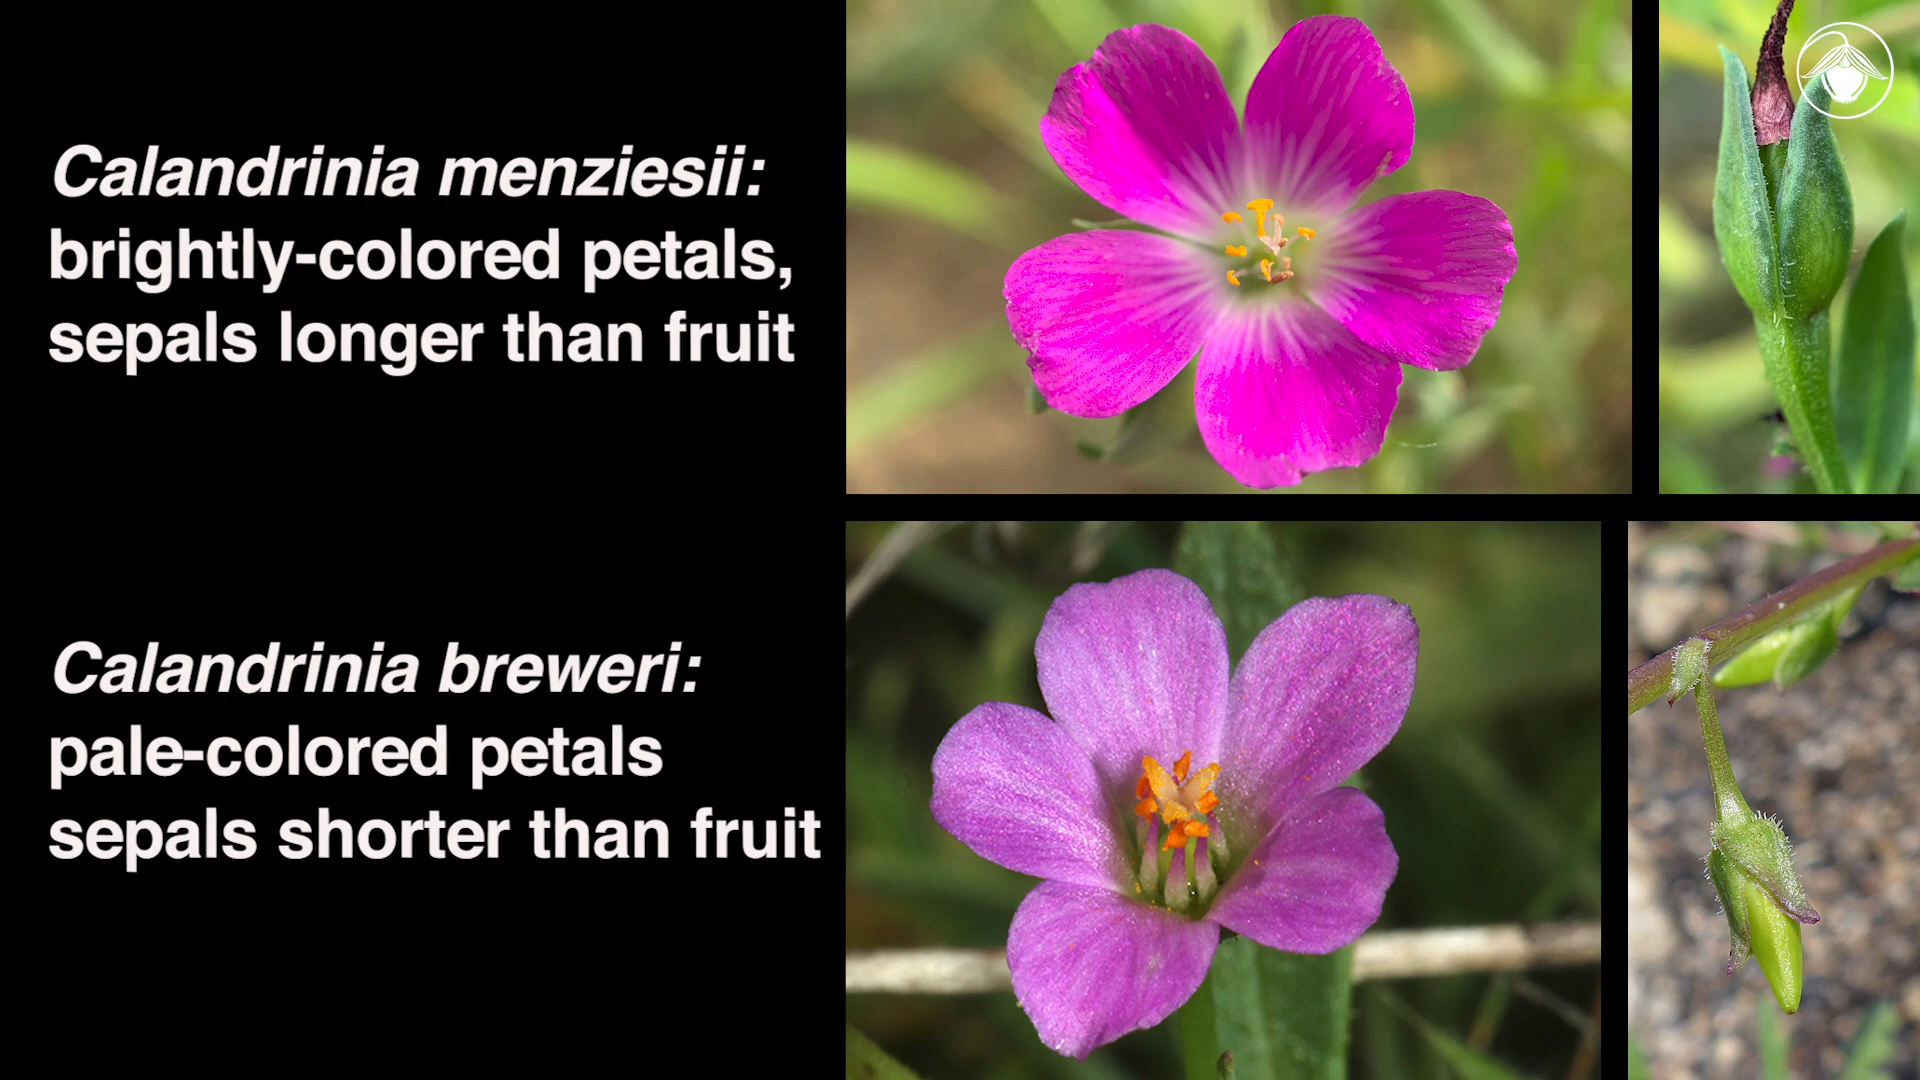 Calandrinia menziesii:
brightly-colored petals,
sepals longer than fruit
Calandrinia breweri:
pale-colored petals
sepals shorter than fruit